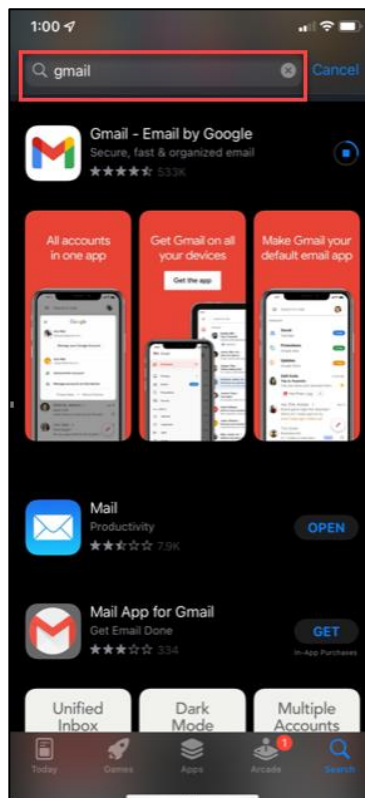 1:00
gmail
Cancel
Gmail - Email by Google
Secure, fast & organized email
533K
All accounts
in one app
Get Gmail on all
your devices
Get the app
Make Gmail your
default email app
Google
Mail
Productivity
7.9K
OPEN
Mail App for Gmail
Get Email Done
334
GET
In-App Purchases
Unified
Inbox
Dark
Mode
Multiple
Accounts
1
Today
Games
Apps
Arcade
Search